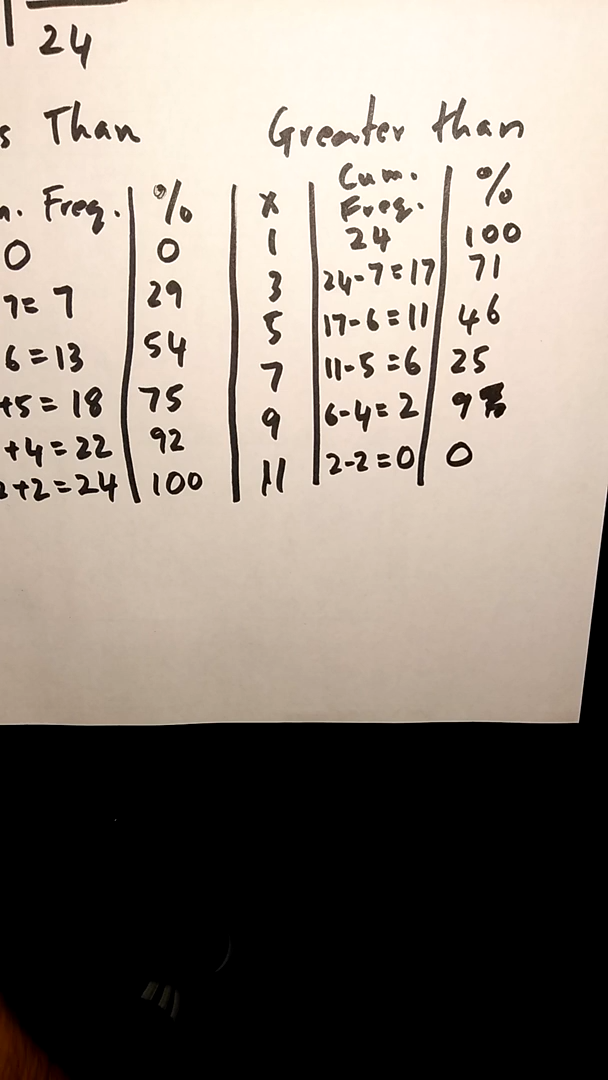 24
s Than Greater than
. Freq. % x Cum. Freq. %
0 0 1 24 100
7 = 7 29 3 24-7=17 71
6 = 13 54 5 17-6=11 46
+5 = 18 75 7 11-5=6 25
+4 = 22 92 9 6-4=2 9
+2 = 24 100 11 2-2=0 0